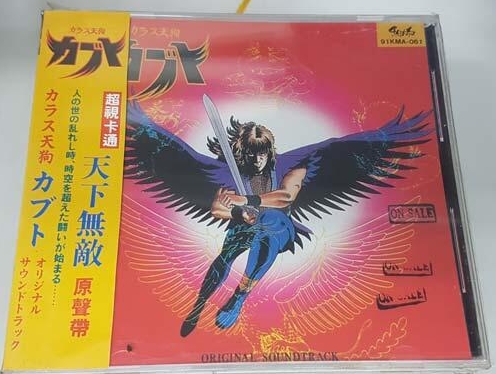 カラス天狗
カブト
カラス天狗
カブト
91KMA-061
超視卡通
天下無敵
原聲帶
人の世の乱れし時、時空を超えた闘いが始まる……
カラス天狗 カブト
オリジナル
サウンドトラック
ON SALE
ORIGINAL SOUNDTRACK